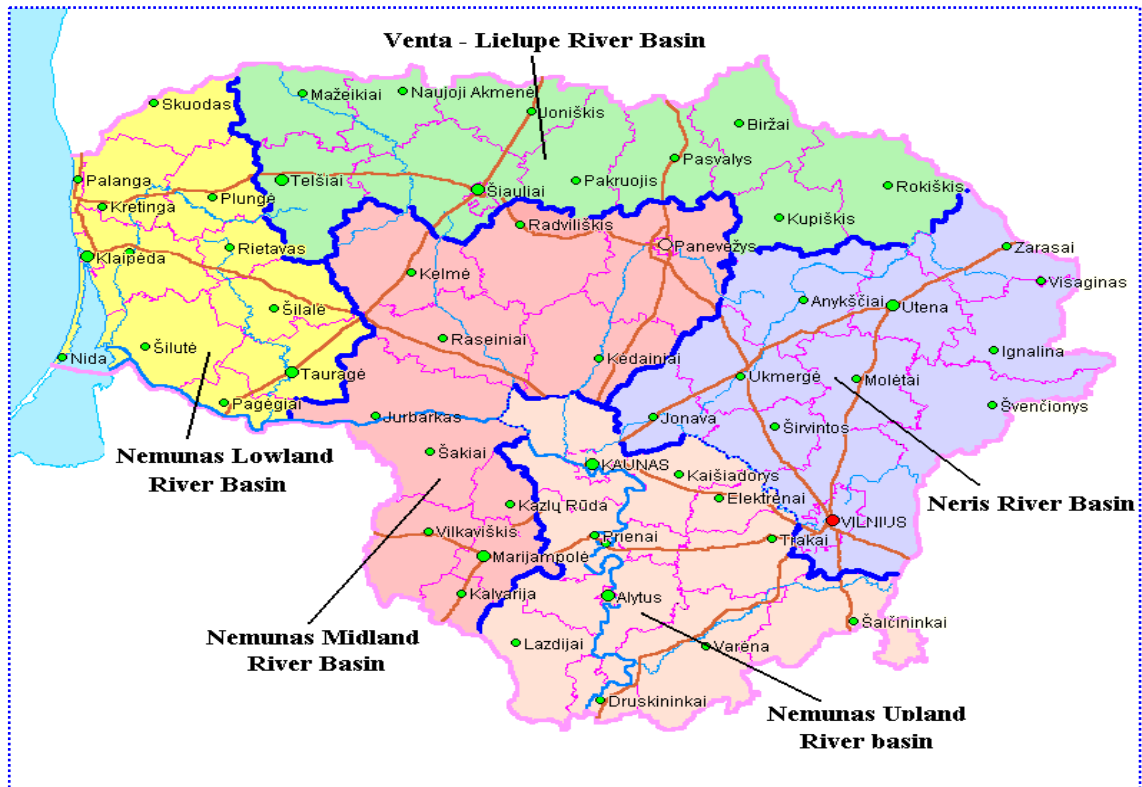 Venta - Lielupe River Basin
Skuodas
Mažeikiai
Naujoji Akmenė
Joniškis
Biržai
Pasvalys
Palanga
Telšiai
Šiauliai
Pakruojis
Rokiškis
Kretinga
Plungė
Kupiškis
Radviliškis
Rietavas
Panevėžys
Zarasai
Klaipėda
Kelmė
Višaginas
Anykščiai
Utena
Šilalė
Raseiniai
Šilutė
Nida
Kėdainiai
Ignalina
Tauragė
Ukmergė
Molėtai
Pagėgiai
Jurbarkas
Jonava
Švenčionys
Širvintos
Nemunas Lowland
River Basin
Šakiai
KAUNAS
Kaišiadorys
Elektrėnai
Neris River Basin
Kazlų Rūda
Vilkaviškis
VILNIUS
Prienai
Trakai
Marijampolė
Kalvarija
Alytus
Šalčininkai
Nemunas Midland
River Basin
Lazdijai
Varėna
Druskininkai
Nemunas Upland
River basin